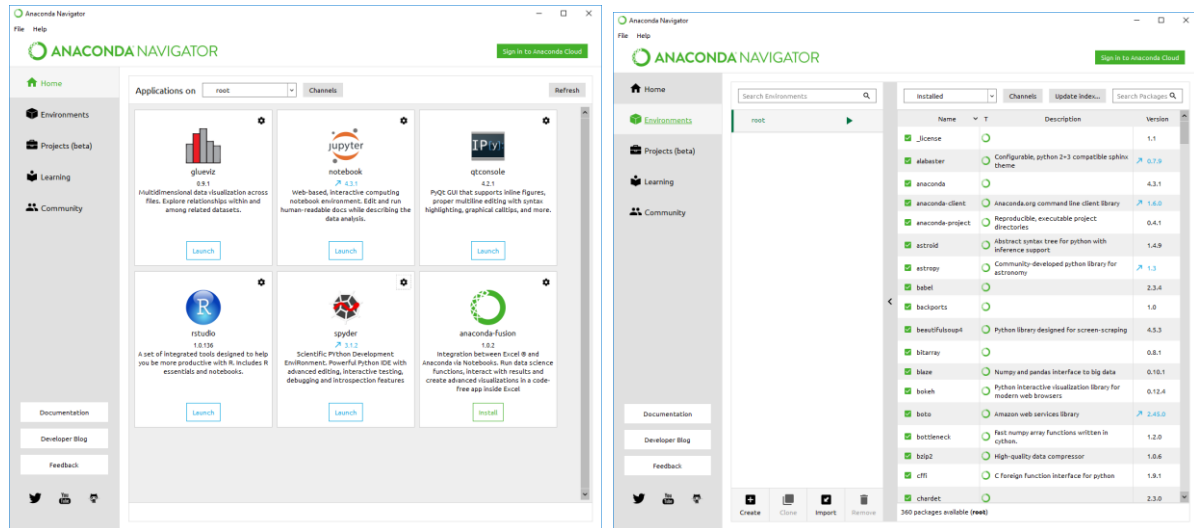 Anaconda Navigator
File Help
ANACONDA NAVIGATOR
Sign in to Anaconda Cloud
Home
Environments
Projects (beta)
Learning
Community
Documentation
Developer Blog
Feedback
You
Tube
Applications on root Channels Refresh
glueviz
0.9.1
Multidimensional data visualization across
files. Explore relationships within and
among related datasets.
Launch
jupyter
notebook
4.3.1
Web-based, interactive computing
notebook environment. Edit and run
human-readable docs while describing the
data analysis.
Launch
IP[y]:
qtconsole
4.2.1
PyQt GUI that supports inline figures,
proper multiline editing with syntax
highlighting, graphical calltips, and more.
Launch
R
rstudio
1.0.136
A set of integrated tools designed to help
you be more productive with R. Includes R
essentials and notebooks.
Launch
spyder
3.1.2
Scientific PYthon Development
EnviRonment. Powerful Python IDE with
advanced editing, interactive testing,
debugging and introspection features
Launch
anaconda-fusion
1.0.2
Integration between Excel ® and
Anaconda via Notebooks. Run data science
functions, interact with results and
create advanced visualizations in a code-
free app inside Excel
Install
Anaconda Navigator
File Help
ANACONDA NAVIGATOR
Sign in to Anaconda Cloud
Home
Environments
Projects (beta)
Learning
Community
Documentation
Developer Blog
Feedback
You
Tube
Search Environments
root
Create Clone Import Remove
Installed Channels Update index... Search Packages
Name T Description Version
_license 1.1
alabaster Configurable, python 2+3 compatible sphinx
theme 0.7.9
anaconda 4.3.1
anaconda-client Anaconda.org command line client library 1.6.0
anaconda-project Reproducible, executable project
directories 0.4.1
astroid Abstract syntax tree for python with
inference support 1.4.9
astropy Community-developed python library for
astronomy 1.3
babel 2.3.4
backports 1.0
beautifulsoup4 Python library designed for screen-scraping 4.5.3
bitarray 0.8.1
blaze Numpy and pandas interface to big data 0.10.1
bokeh Python interactive visualization library for
modern web browsers 0.12.4
boto Amazon web services library 2.45.0
bottleneck Fast numpy array functions written in
cython. 1.2.0
bzip2 High-quality data compressor 1.0.6
cffi C foreign function interface for python 1.9.1
chardet 2.3.0
360 packages available (root)